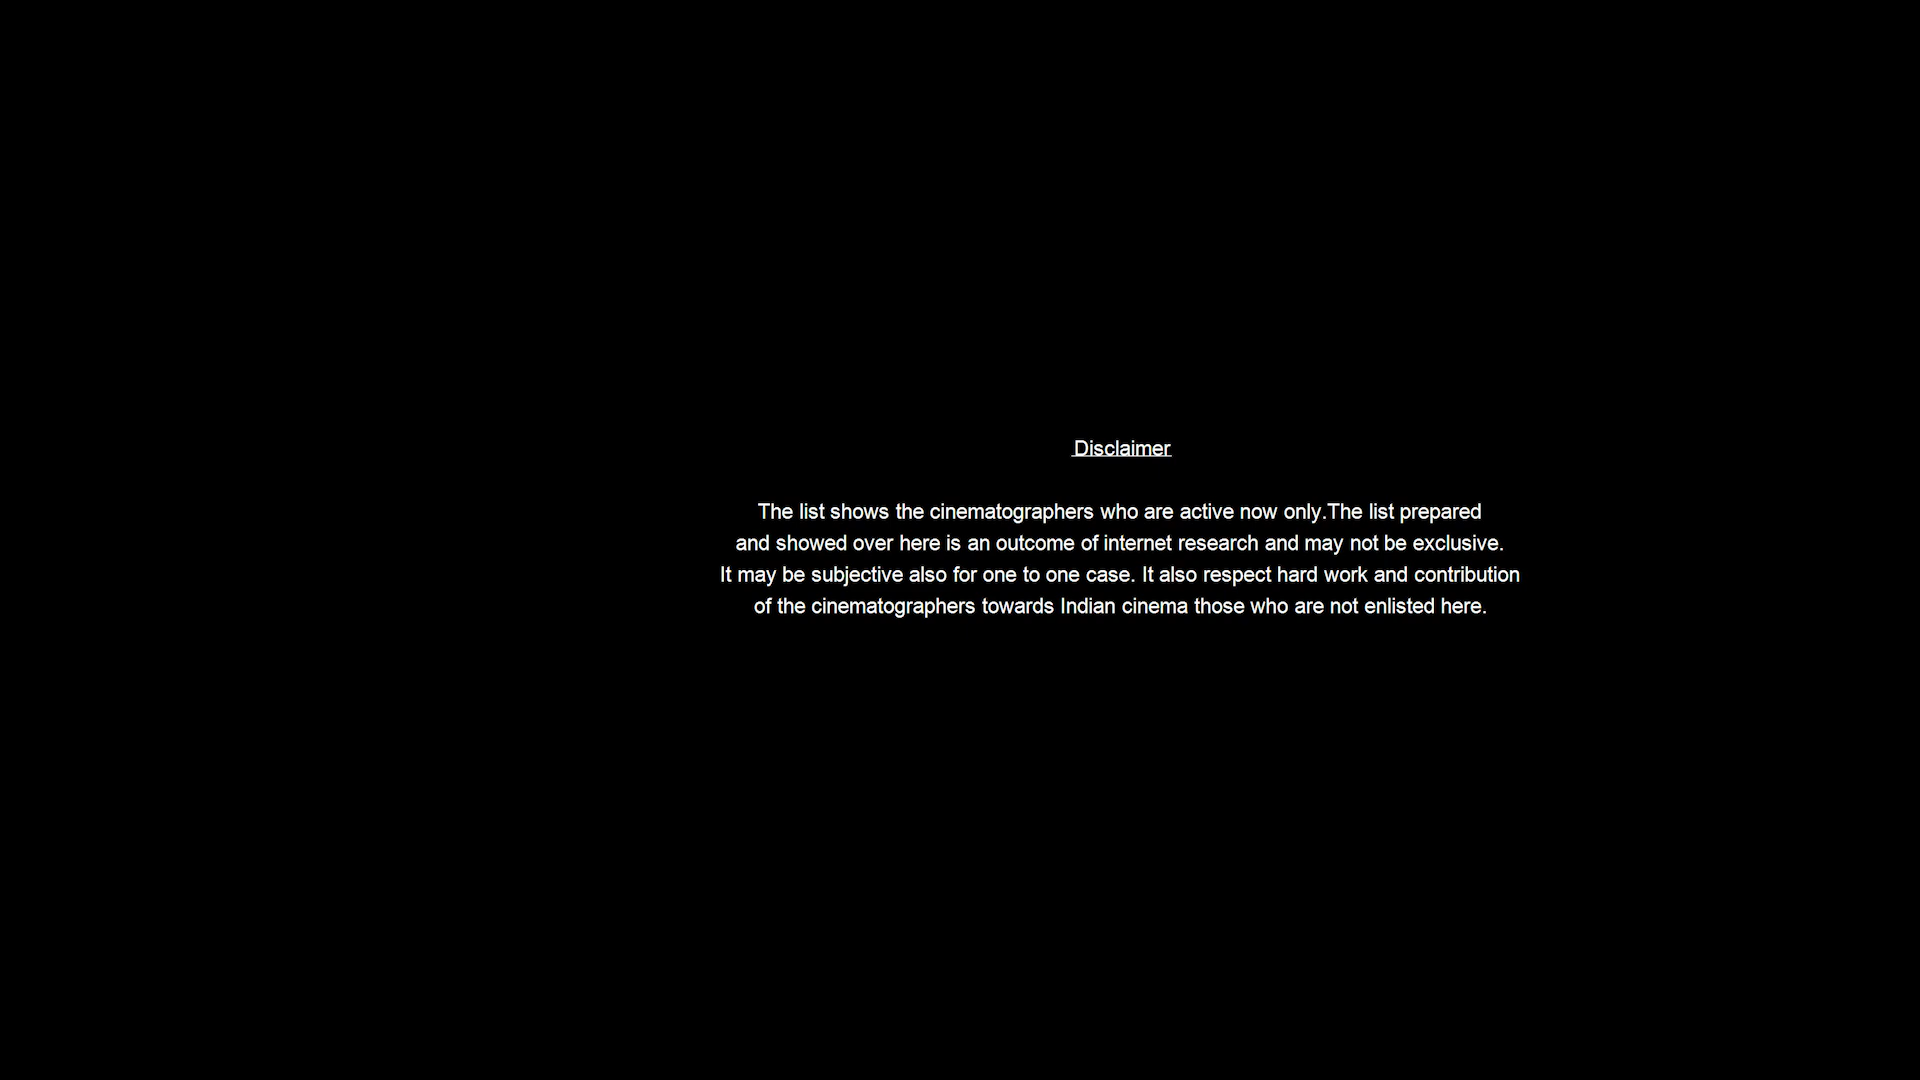 Disclaimer
The list shows the cinematographers who are active now only.The list prepared
and showed over here is an outcome of internet research and may not be exclusive.
It may be subjective also for one to one case. It also respect hard work and contribution
of the cinematographers towards Indian cinema those who are not enlisted here.